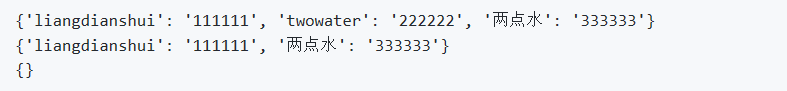 {'liangdianshui': '111111', 'twowater': '222222', '两点水': '333333'}
{'liangdianshui': '111111', '两点水': '333333'}
{}